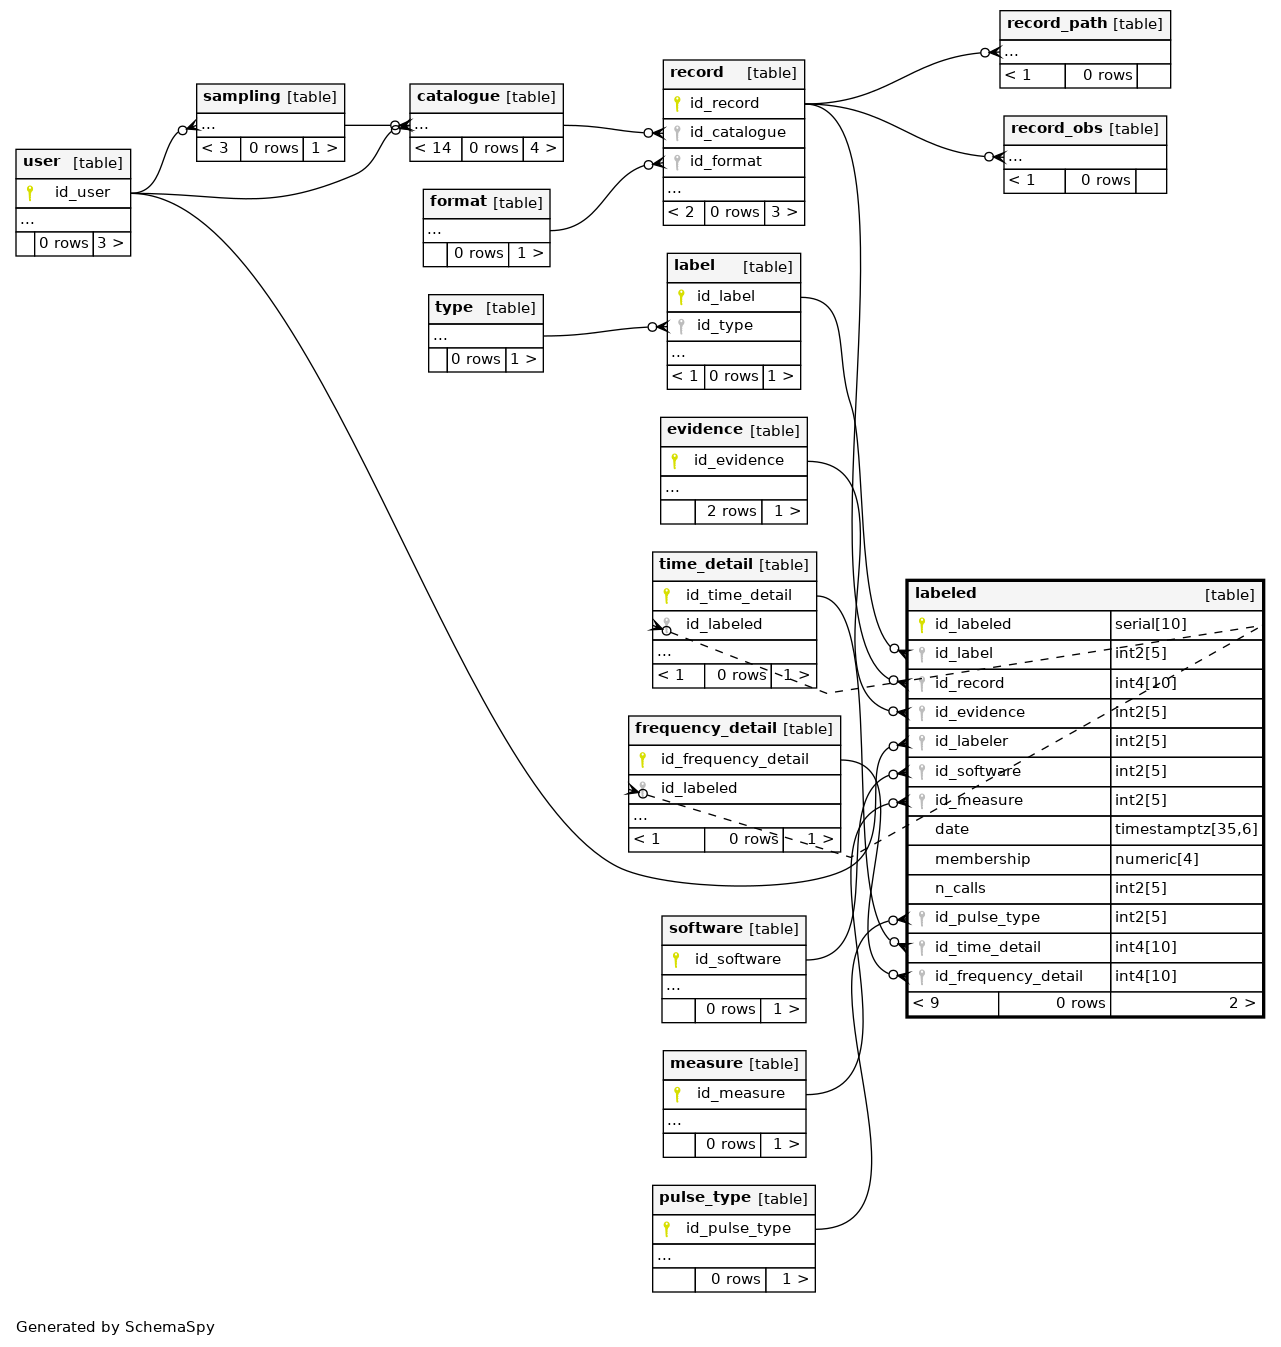 record_path [table]
...
< 1 0 rows
record [table]
id_record
id_catalogue
id_format
...
< 2 0 rows 3 >
sampling [table]
...
< 3 0 rows 1 >
catalogue [table]
...
< 14 0 rows 4 >
record_obs [table]
...
< 1 0 rows
user [table]
id_user
...
0 rows 3 >
format [table]
...
0 rows 1 >
label [table]
id_label
id_type
...
< 1 0 rows 1 >
type [table]
...
0 rows 1 >
evidence [table]
id_evidence
...
2 rows 1 >
time_detail [table]
id_time_detail
id_labeled
...
< 1 0 rows 1 >
labeled [table]
id_labeled serial[10]
id_label int2[5]
id_record int4[10]
id_evidence int2[5]
id_labeler int2[5]
id_software int2[5]
id_measure int2[5]
date timestamptz[35,6]
membership numeric[4]
n_calls int2[5]
id_pulse_type int2[5]
id_time_detail int4[10]
id_frequency_detail int4[10]
< 9 0 rows 2 >
frequency_detail [table]
id_frequency_detail
id_labeled
...
< 1 0 rows 1 >
software [table]
id_software
...
0 rows 1 >
measure [table]
id_measure
...
0 rows 1 >
pulse_type [table]
id_pulse_type
...
0 rows 1 >
Generated by SchemaSpy